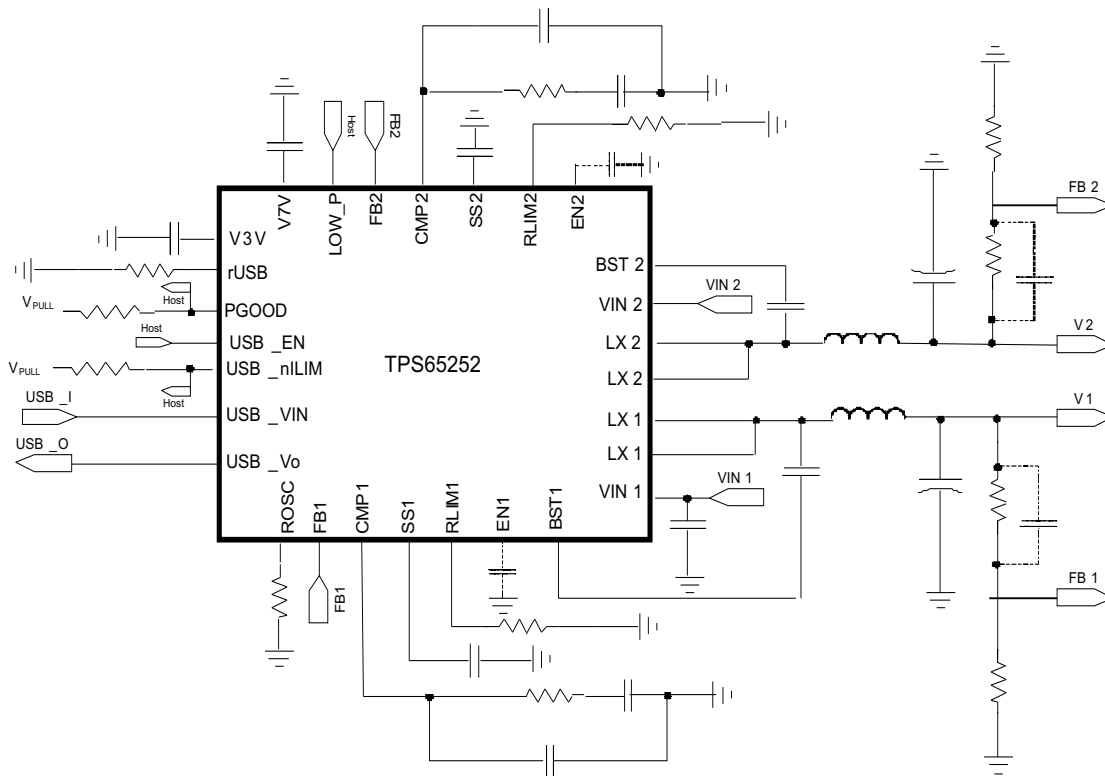 Host
FB2
V7V
LOW_P
FB2
CMP2
SS2
RLIM2
EN2
FB 2
V3V
rUSB
BST 2
Host
VPULL
PGOOD
VIN 2
VIN 2
Host
USB _EN
LX 2
V 2
TPS65252
VPULL
USB _nILIM
LX 2
Host
USB _I
USB _VIN
LX 1
V 1
USB _O
USB _Vo
LX 1
VIN 1
VIN 1
ROSC
FB1
CMP1
SS1
RLIM1
EN1
BST1
FB1
FB 1